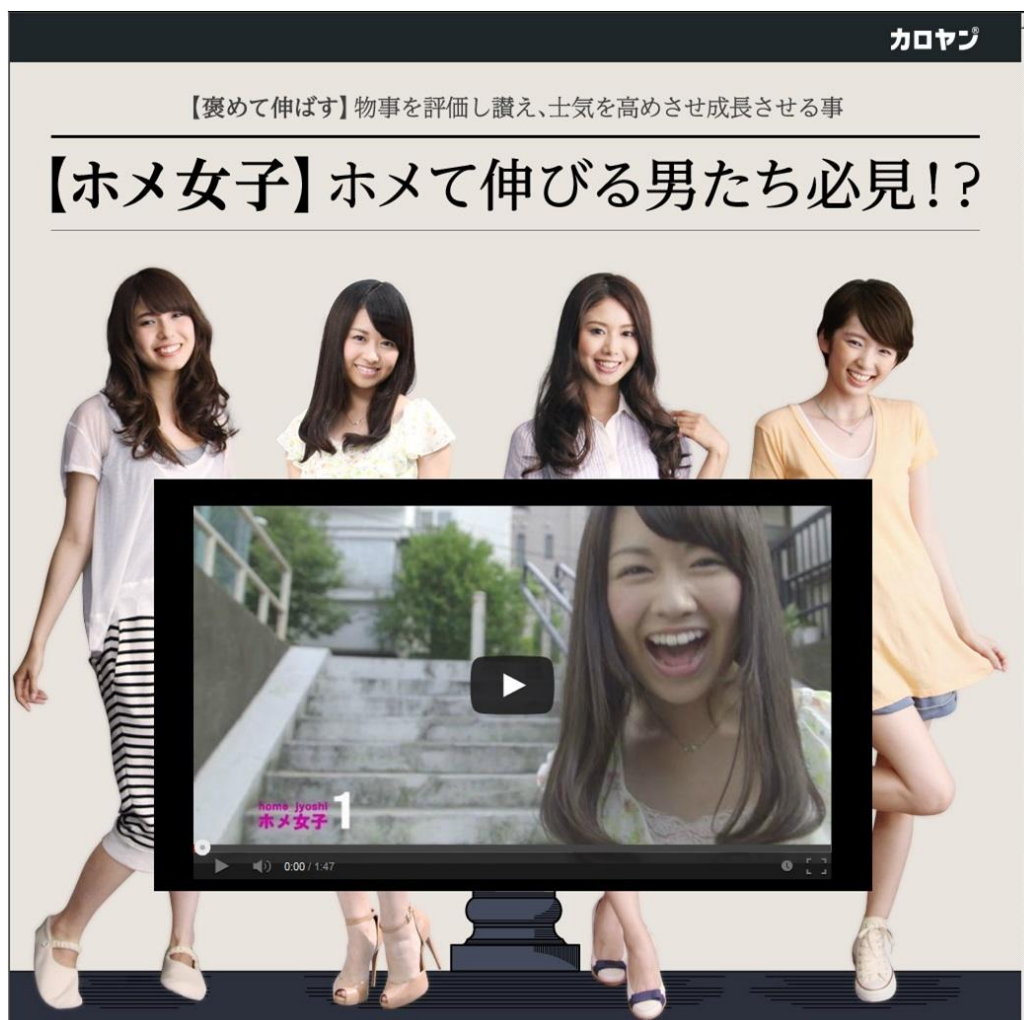 カロヤン®
【褒めて伸ばす】物事を評価し讃え、士気を高めさせ成長させる事
【ホメ女子】ホメて伸びる男たち必見!?
home jyoshi
ホメ女子 1
0:00 / 1:47